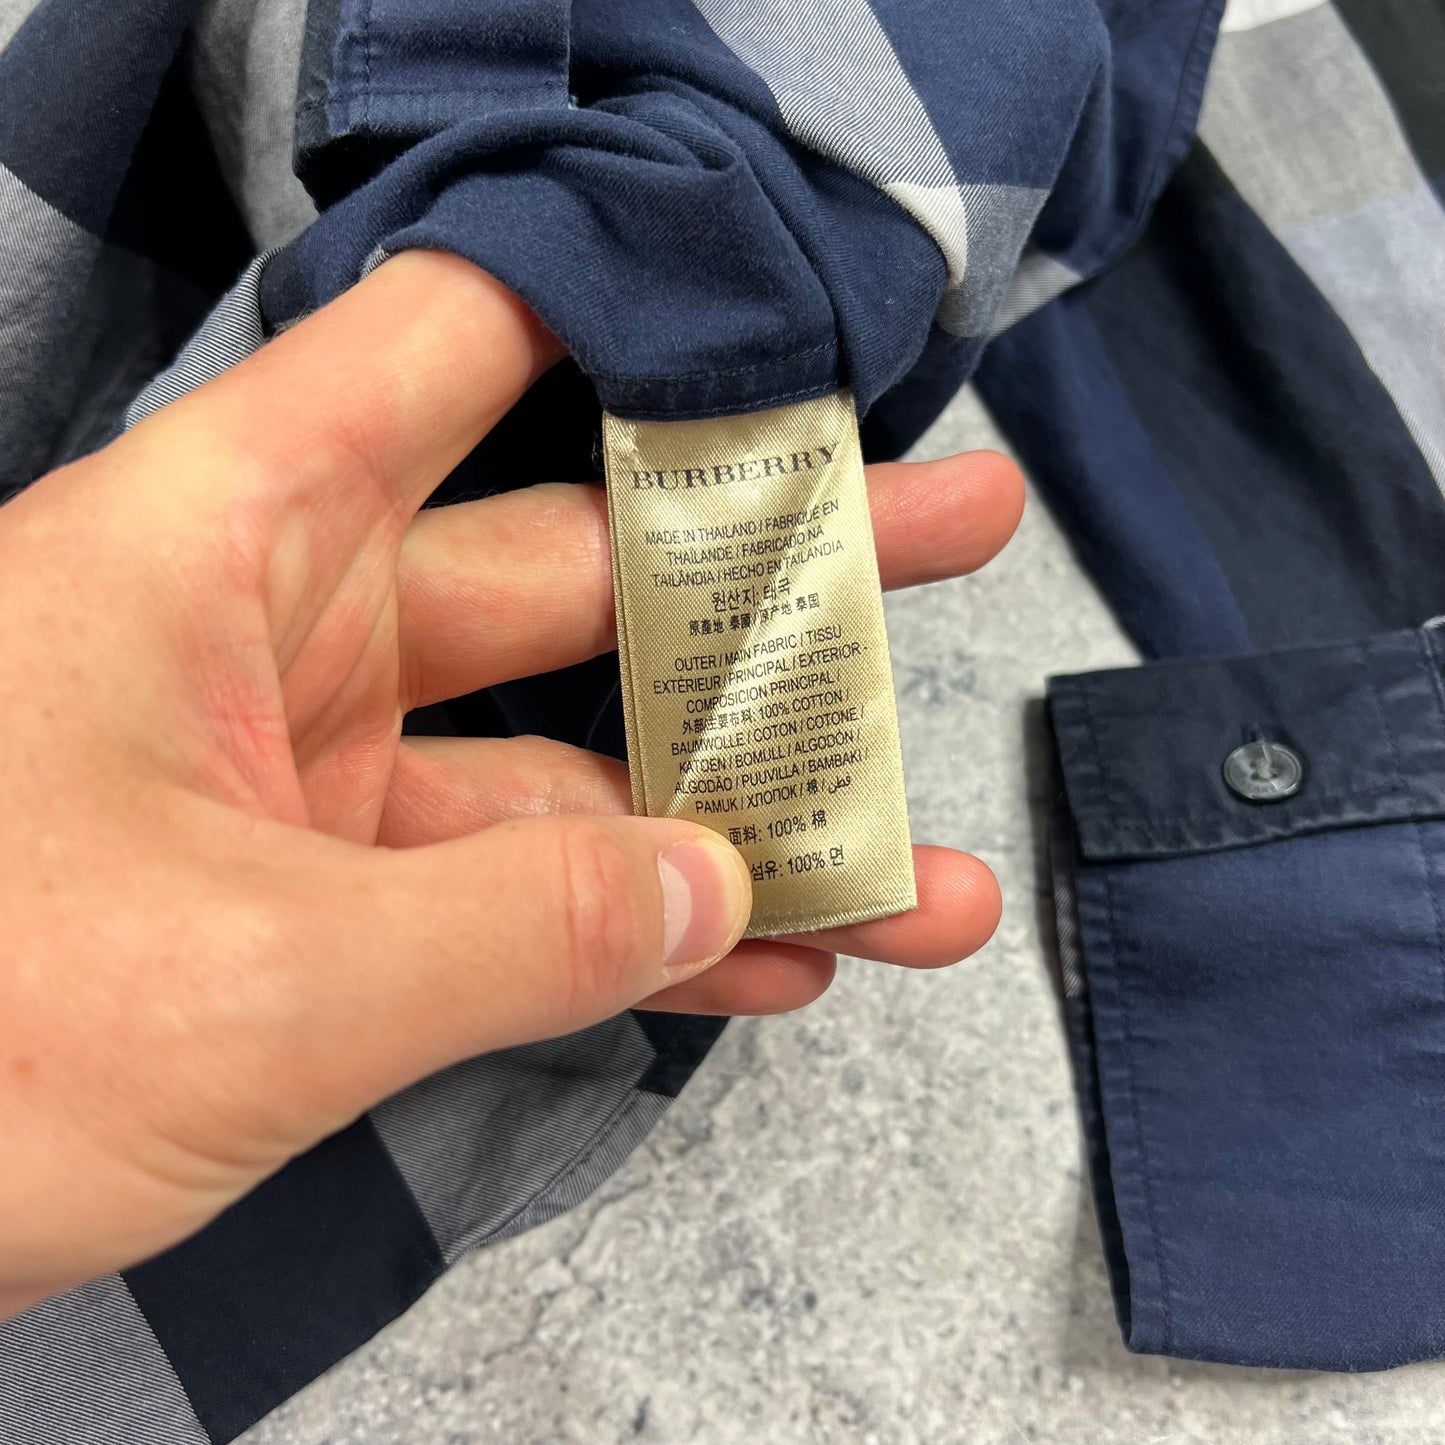 BURBERRY
MADE IN THAILAND / FABRIQUÉ EN
THAILANDE / FABRICADO NA
TAILÂNDIA / HECHO EN TAILANDIA
원산지: 태국
原產地 泰國 / 原产地 泰国
OUTER / MAIN FABRIC / TISSU
EXTÉRIEUR / PRINCIPAL / EXTERIOR -
COMPOSICION PRINCIPAL /
外部/主要布料: 100% COTTON /
BAUMWOLLE / COTON / COTONE /
KATOEN / BOMULL / ALGODÓN /
ALGODÃO / PUUVILLA / BAMBAKI /
PAMUK / ХЛОПОК / 棉 / قطن
面料: 100% 棉
섬유: 100% 면